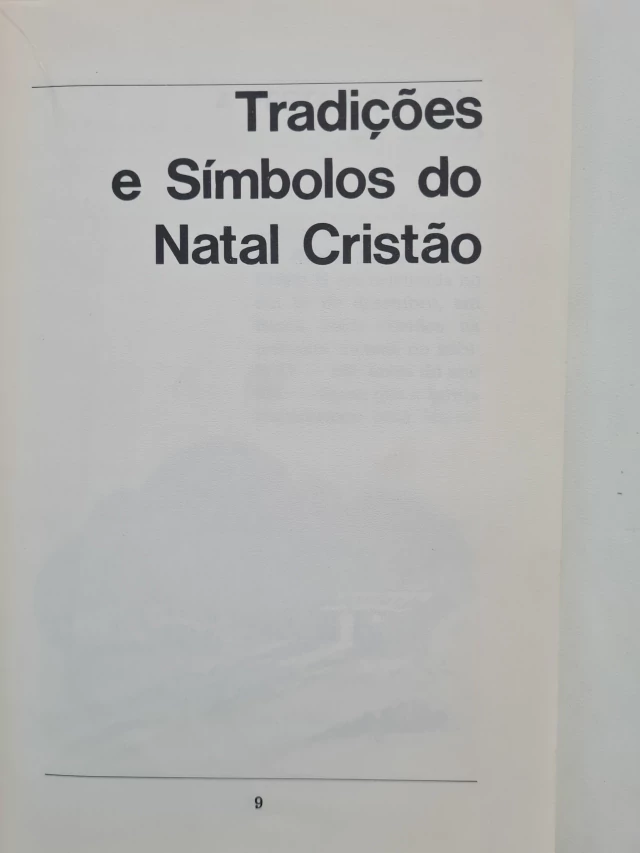 Tradições
e Símbolos do
Natal Cristão
9